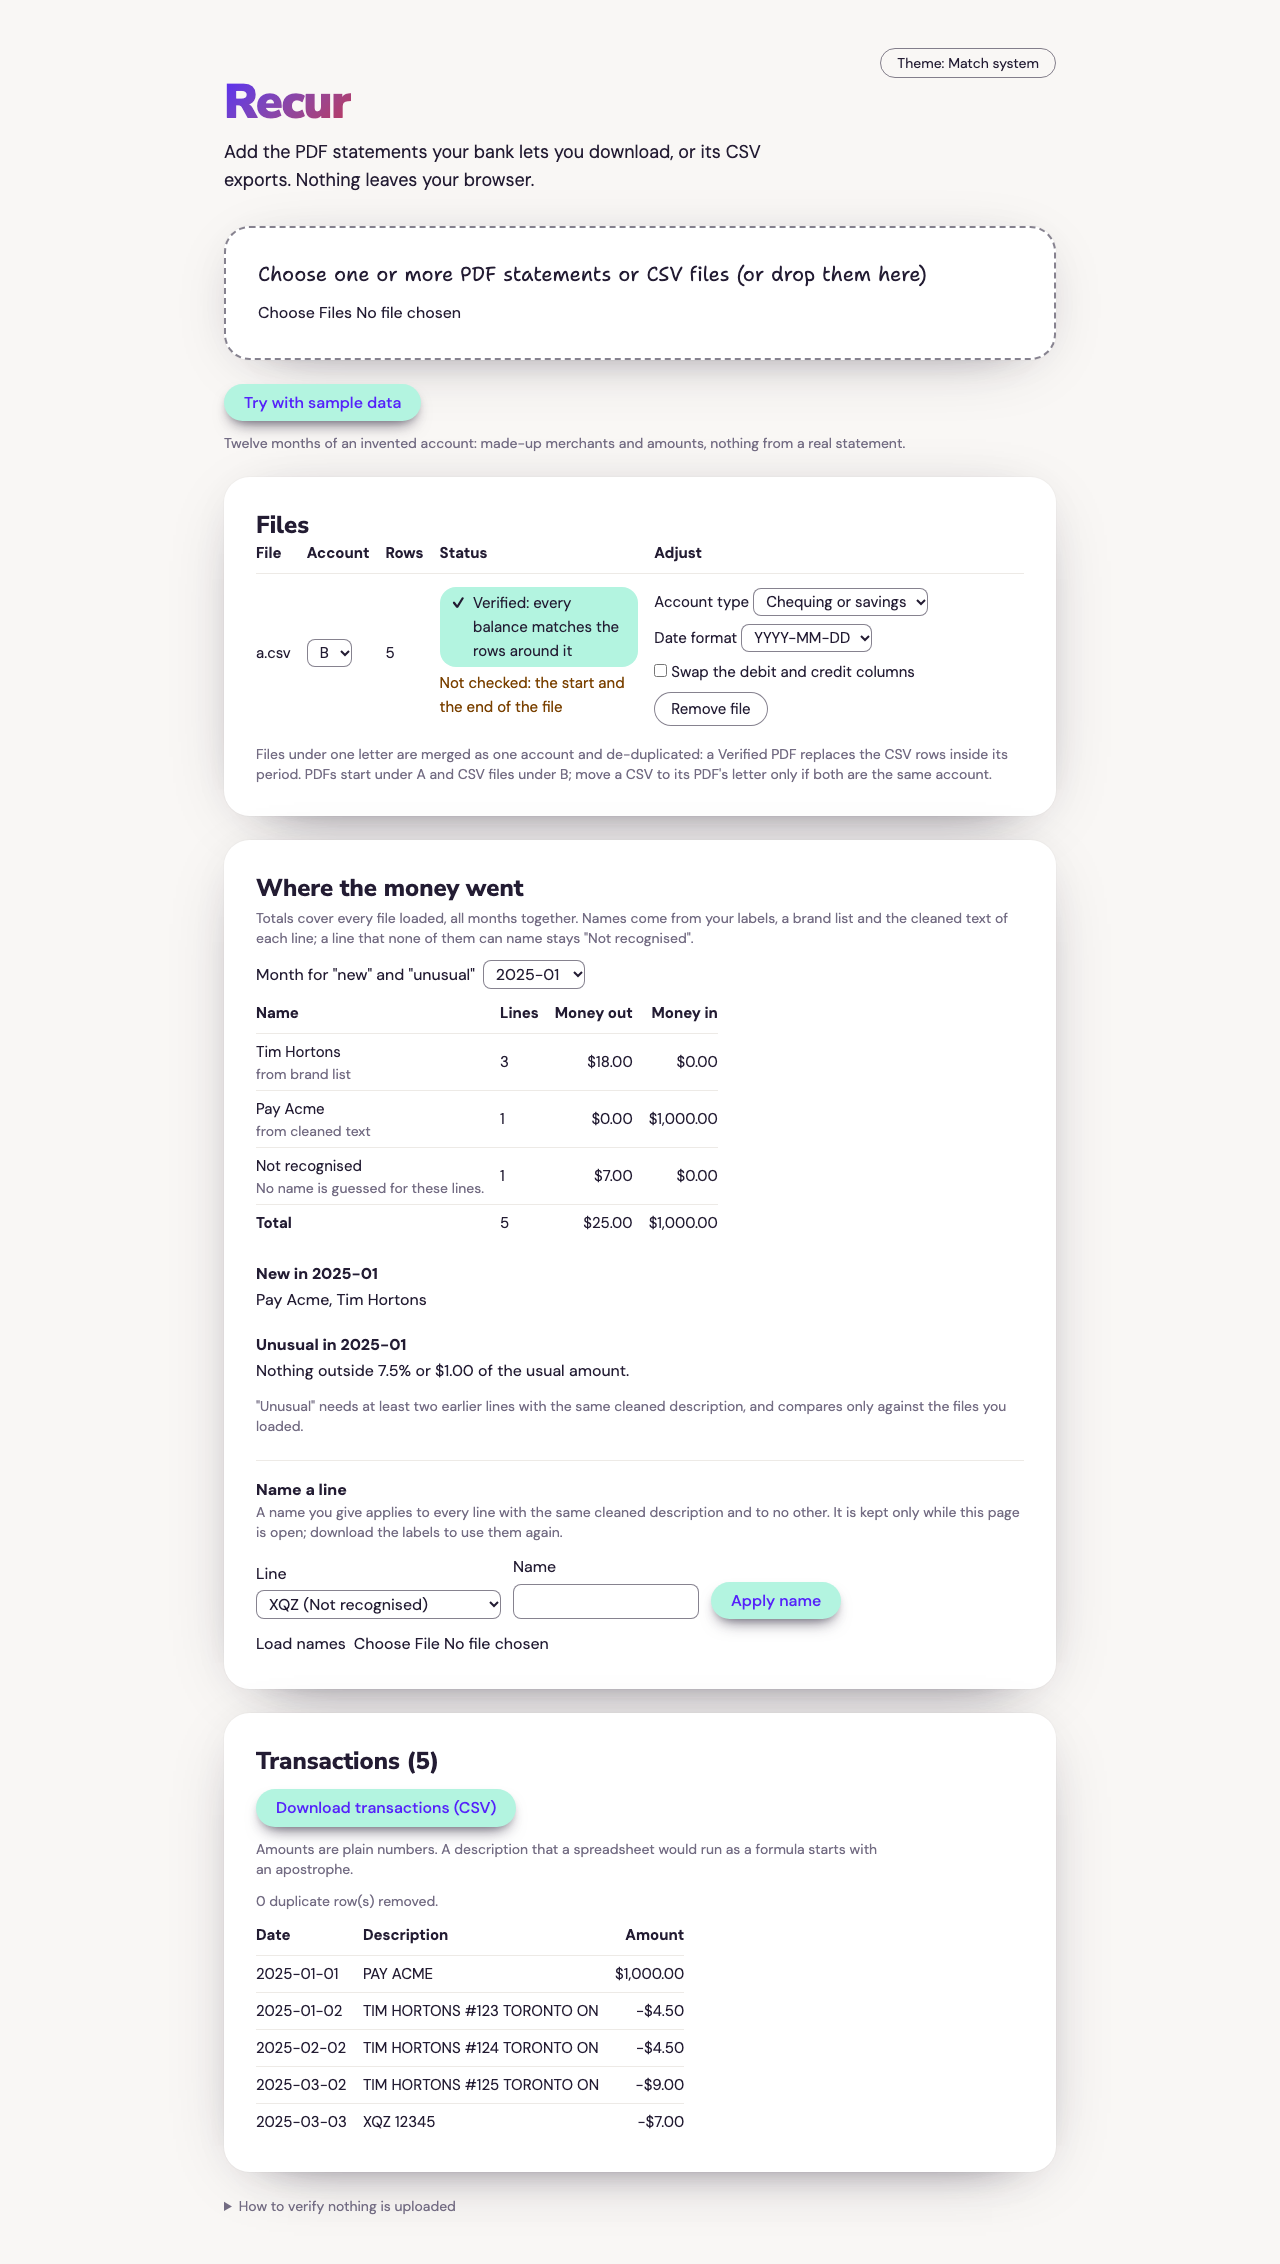 Theme: Match system
Recur
Add the PDF statements your bank lets you download, or its CSV
exports. Nothing leaves your browser.
Choose one or more PDF statements or CSV files (or drop them here)
Choose Files No file chosen
Try with sample data
Twelve months of an invented account: made-up merchants and amounts, nothing from a real statement.
Files
File Account Rows Status Adjust
a.csv B 5
✓ Verified: every
balance matches the
rows around it
Not checked: the start and
the end of the file
Account type Chequing or savings
Date format YYYY-MM-DD
Swap the debit and credit columns
Remove file
Files under one letter are merged as one account and de-duplicated: a Verified PDF replaces the CSV rows inside its
period. PDFs start under A and CSV files under B; move a CSV to its PDF's letter only if both are the same account.
Where the money went
Totals cover every file loaded, all months together. Names come from your labels, a brand list and the cleaned text of
each line; a line that none of them can name stays "Not recognised".
Month for "new" and "unusual" 2025-01
Name Lines Money out Money in
Tim Hortons 3 $18.00 $0.00
from brand list
Pay Acme 1 $0.00 $1,000.00
from cleaned text
Not recognised 1 $7.00 $0.00
No name is guessed for these lines.
Total 5 $25.00 $1,000.00
New in 2025-01
Pay Acme, Tim Hortons
Unusual in 2025-01
Nothing outside 7.5% or $1.00 of the usual amount.
"Unusual" needs at least two earlier lines with the same cleaned description, and compares only against the files you
loaded.
Name a line
A name you give applies to every line with the same cleaned description and to no other. It is kept only while this page
is open; download the labels to use them again.
Line Name
XQZ (Not recognised) Apply name
Load names Choose File No file chosen
Transactions (5)
Download transactions (CSV)
Amounts are plain numbers. A description that a spreadsheet would run as a formula starts with
an apostrophe.
0 duplicate row(s) removed.
Date Description Amount
2025-01-01 PAY ACME $1,000.00
2025-01-02 TIM HORTONS #123 TORONTO ON -$4.50
2025-02-02 TIM HORTONS #124 TORONTO ON -$4.50
2025-03-02 TIM HORTONS #125 TORONTO ON -$9.00
2025-03-03 XQZ 12345 -$7.00
▶ How to verify nothing is uploaded